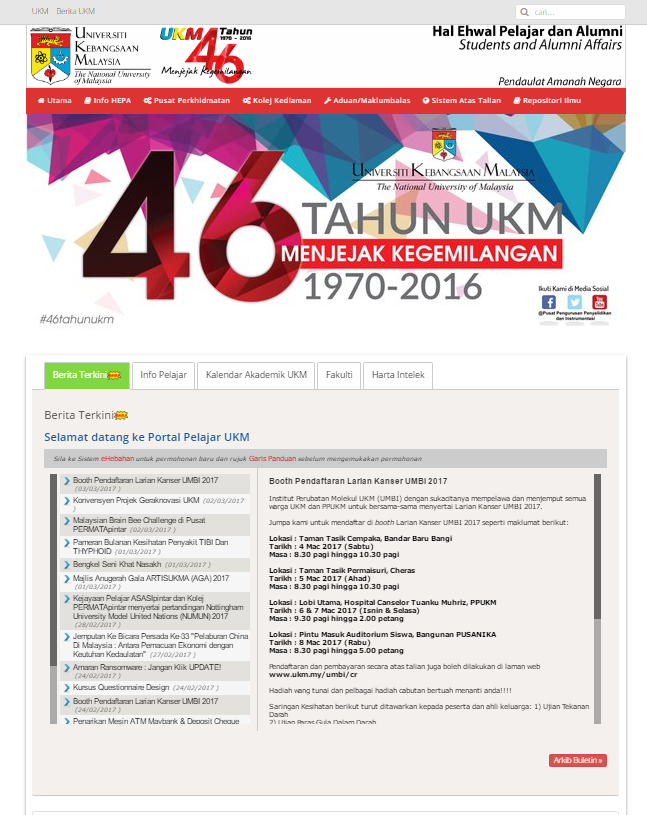 UKM Berita UKM
cari...
UNIVERSITI
KEBANGSAAN
MALAYSIA
The National University
of Malaysia
UKM Tahun
1970 - 2016
46
Menjejak Kegemilangan
Hal Ehwal Pelajar dan Alumni
Students and Alumni Affairs
Pendaulat Amanah Negara
Utama Info HEPA Pusat Perkhidmatan Kolej Kediaman Aduan/Maklumbalas Sistem Atas Talian Repositori Ilmu
UNIVERSITI KEBANGSAAN MALAYSIA
The National University of Malaysia
46 TAHUN UKM
MENJEJAK KEGEMILANGAN
1970-2016
Ikuti Kami di Media Sosial
@Pusat Pengurusan Penyelidikan
dan Instrumentasi
#46tahunukm
Berita Terkini Info Pelajar Kalendar Akademik UKM Fakulti Harta Intelek
Berita Terkini
Selamat datang ke Portal Pelajar UKM
Sila ke Sistem eHebahan untuk permohonan baru dan rujuk Garis Panduan sebelum mengemukakan permohonan
Booth Pendaftaran Larian Kanser UMBI 2017
(03/03/2017 )
Konvensyen Projek Geraknovasi UKM (02/03/2017
)
Malaysian Brain Bee Challenge di Pusat
PERMATApintar (02/03/2017 )
Pameran Bulanan Kesihatan Penyakit TIBI Dan
THYPHOID (01/03/2017 )
Bengkel Seni Khat Nasakh (01/03/2017 )
Majlis Anugerah Gala ARTISUKMA (AGA) 2017
(01/03/2017 )
Kejayaan Pelajar ASASIpintar dan Kolej
PERMATApintar menyertai pertandingan Nottingham
University Model United Nations (NUMUN) 2017
(28/02/2017 )
Jemputan Ke Bicara Persada Ke-33 "Pelaburan China
Di Malaysia : Antara Pemacuan Ekonomi dengan
Keutuhan Kedaulatan" (27/02/2017 )
Amaran Ransomware : Jangan Klik UPDATE!
(24/02/2017 )
Kursus Questionnaire Design (24/02/2017 )
Booth Pendaftaran Larian Kanser UMBI 2017
(24/02/2017 )
Penarikan Mesin ATM Maybank & Deposit Cheque
Booth Pendaftaran Larian Kanser UMBI 2017
Institut Perubatan Molekul UKM (UMBI) dengan sukacitanya mempelawa dan menjemput semua
warga UKM dan PPUKM untuk bersama-sama menyertai Larian Kanser UMBI 2017.
Jumpa kami untuk mendaftar di booth Larian Kanser UMBI 2017 seperti maklumat berikut:
Lokasi : Taman Tasik Cempaka, Bandar Baru Bangi
Tarikh : 4 Mac 2017 (Sabtu)
Masa : 8.30 pagi hingga 10.30 pagi
Lokasi : Taman Tasik Permaisuri, Cheras
Tarikh : 5 Mac 2017 (Ahad)
Masa : 8.30 pagi hingga 10.30 pagi
Lokasi : Lobi Utama, Hospital Canselor Tuanku Muhriz, PPUKM
Tarikh : 6 & 7 Mac 2017 (Isnin & Selasa)
Masa : 9.30 pagi hingga 2.00 petang
Lokasi : Pintu Masuk Auditorium Siswa, Bangunan PUSANIKA
Tarikh : 8 Mac 2017 (Rabu)
Masa : 8.30 pagi hingga 5.00 petang
Pendaftaran dan pembayaran secara atas talian juga boleh dilakukan di laman web
www.ukm.my/umbi/cr
Hadiah wang tunai dan pelbagai hadiah cabutan bertuah menanti anda!!!!
Saringan Kesihatan berikut turut ditawarkan kepada peserta dan ahli keluarga: 1) Ujian Tekanan
Darah
2) Ujian Paras Gula Dalam Darah
Arkib Buletin »